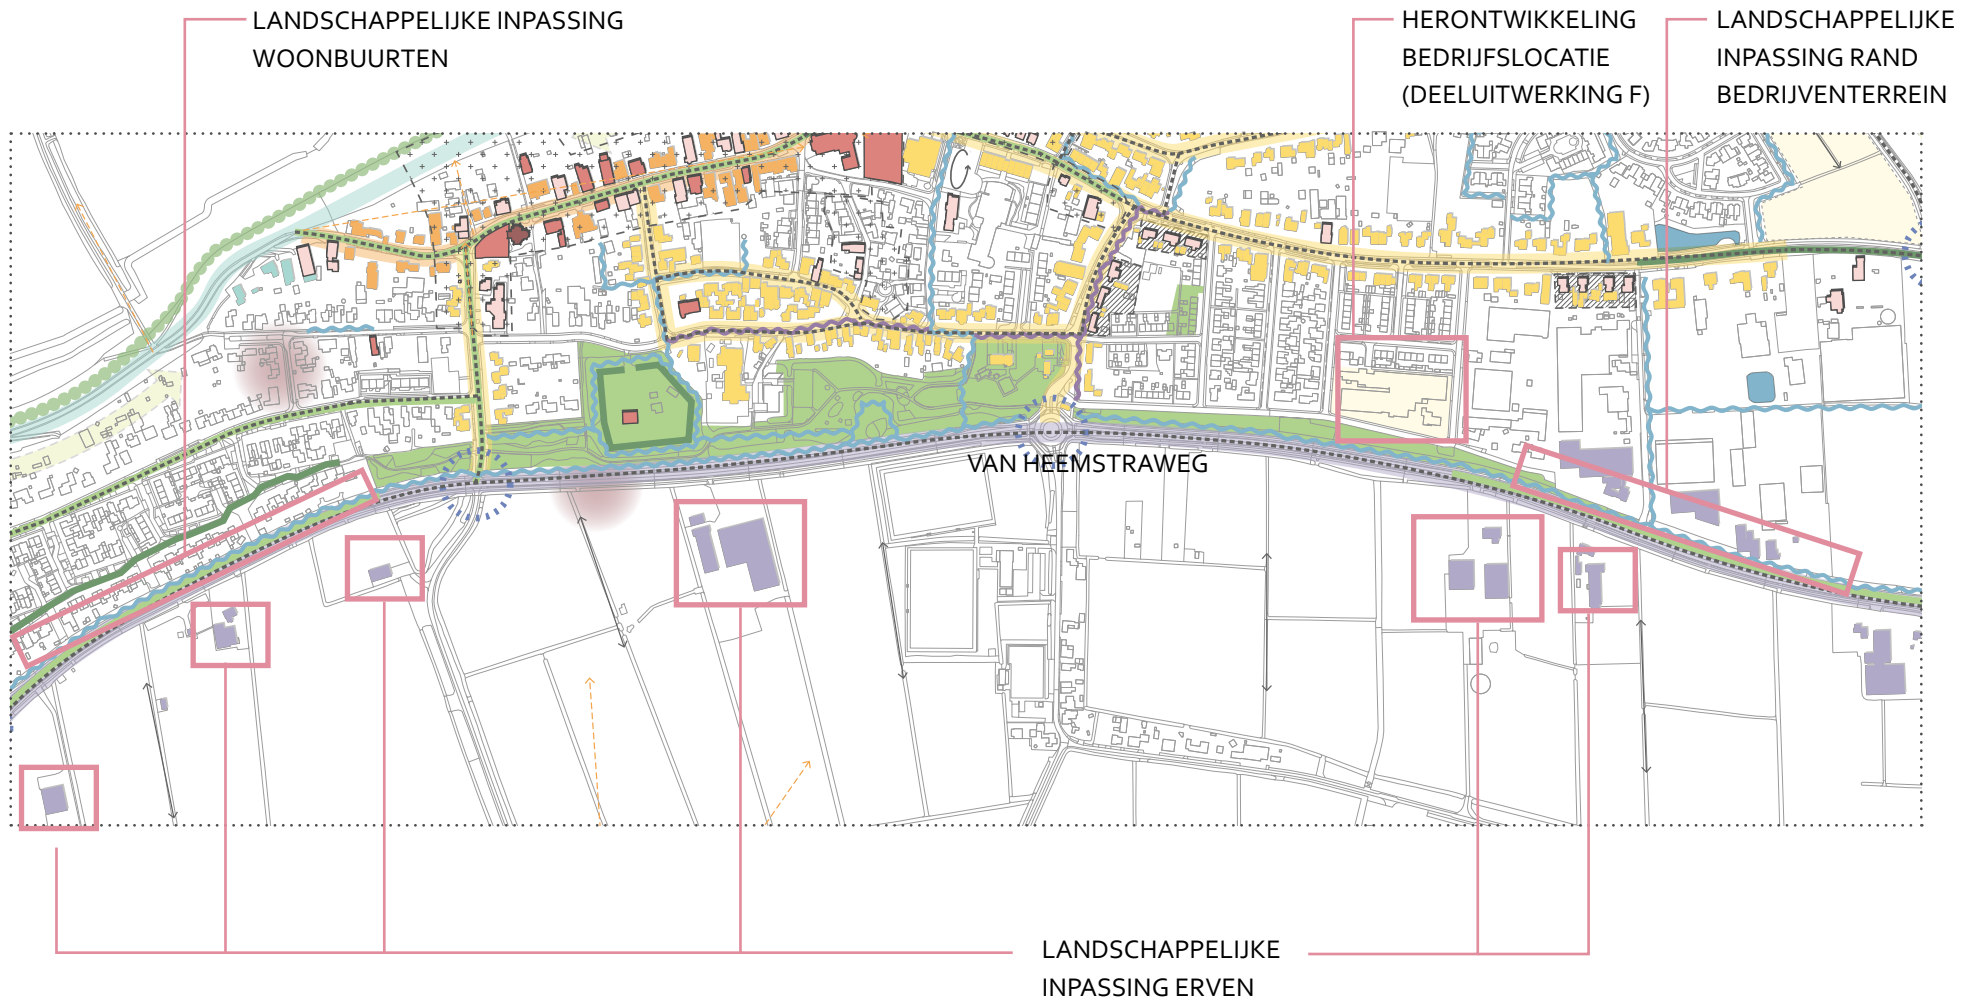 LANDSCHAPPELIJKE INPASSING
WOONBUURTEN
HERONTWIKKELING
BEDRIJFSLOCATIE
(DEELUITWERKING F)
LANDSCHAPPELIJKE
INPASSING RAND
BEDRIJVENTERREIN
VAN HEEMSTRAWEG
LANDSCHAPPELIJKE
INPASSING ERVEN